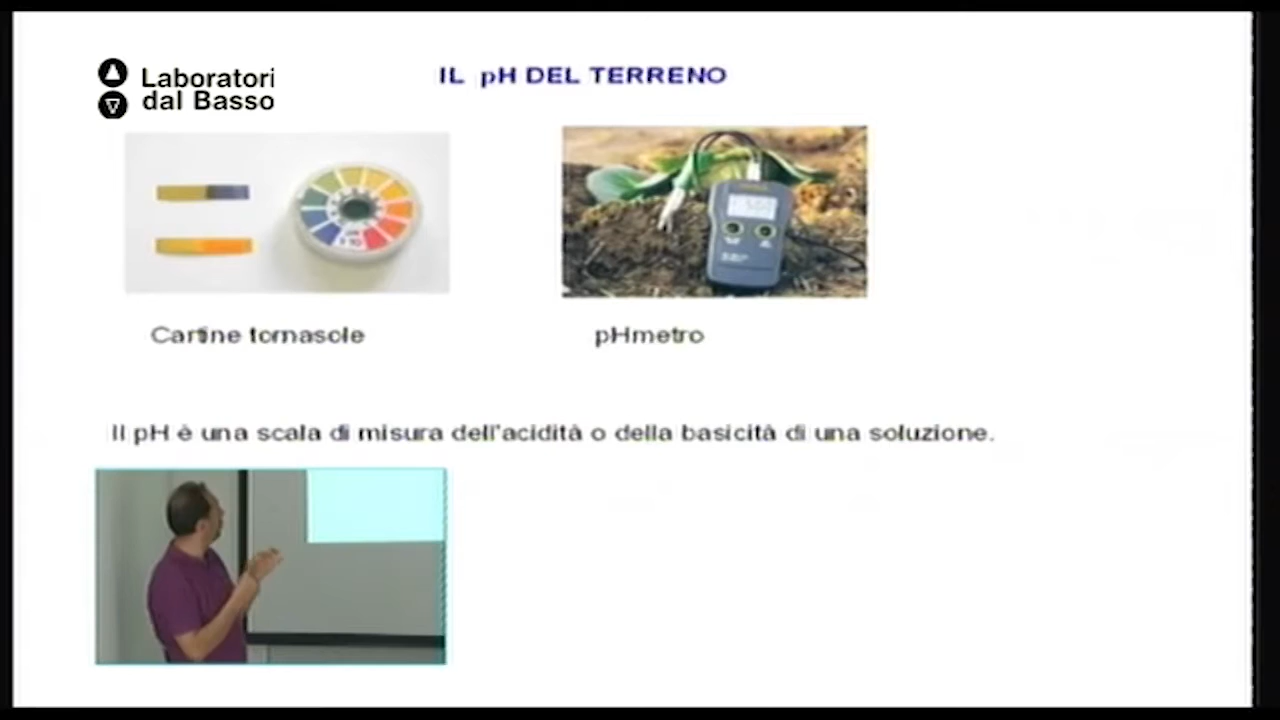 Laboratori
dal Basso
IL pH DEL TERRENO
Cartine tornasole
pHmetro
Il pH è una scala di misura dell'acidità o della basicità di una soluzione.